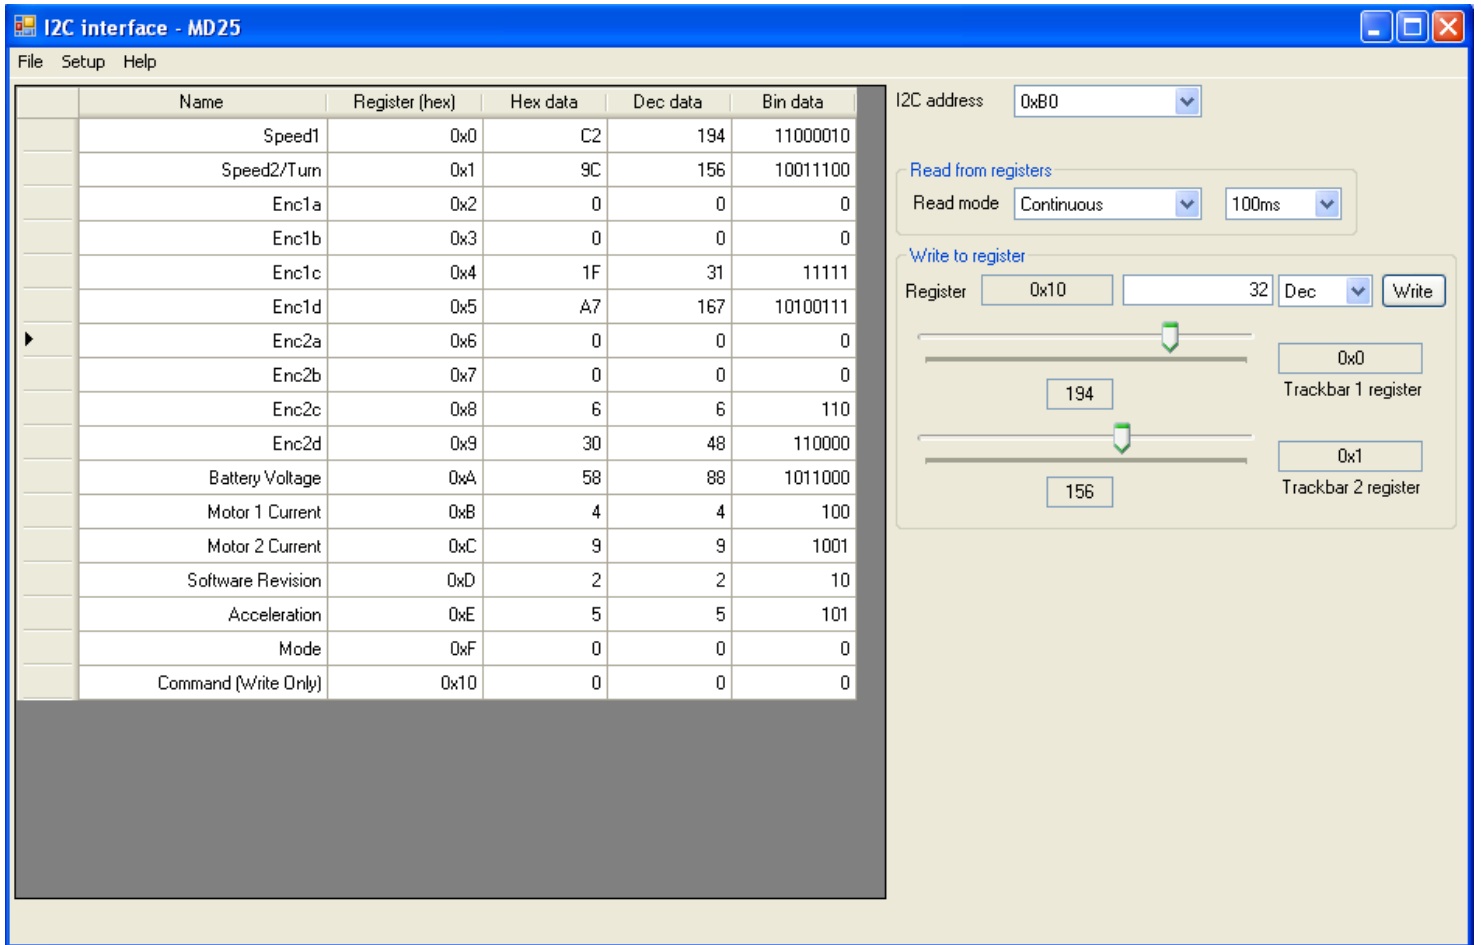 I2C interface - MD25
File Setup Help
Name Register (hex) Hex data Dec data Bin data
Speed1 0x0 C2 194 11000010
Speed2/Turn 0x1 9C 156 10011100
Enc1a 0x2 0 0 0
Enc1b 0x3 0 0 0
Enc1c 0x4 1F 31 11111
Enc1d 0x5 A7 167 10100111
Enc2a 0x6 0 0 0
Enc2b 0x7 0 0 0
Enc2c 0x8 6 6 110
Enc2d 0x9 30 48 110000
Battery Voltage 0xA 58 88 1011000
Motor 1 Current 0xB 4 4 100
Motor 2 Current 0xC 9 9 1001
Software Revision 0xD 2 2 10
Acceleration 0xE 5 5 101
Mode 0xF 0 0 0
Command (Write Only) 0x10 0 0 0
I2C address 0xB0
Read from registers
Read mode Continuous 100ms
Write to register
Register 0x10 32 Dec Write
0x0
194 Trackbar 1 register
0x1
156 Trackbar 2 register